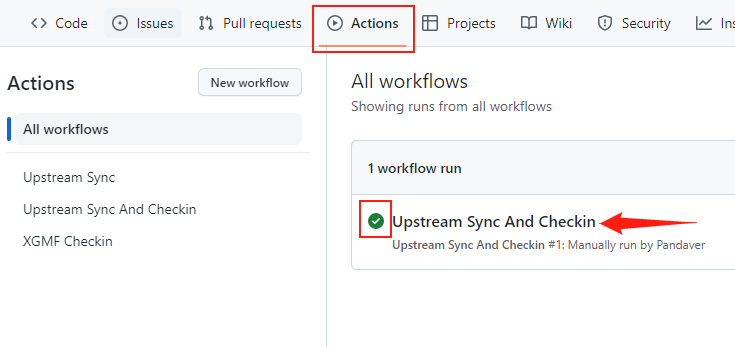 Code Issues Pull requests Actions Projects Wiki Security Ins
Actions
New workflow
All workflows
Upstream Sync
Upstream Sync And Checkin
XGMF Checkin
All workflows
Showing runs from all workflows
1 workflow run
Upstream Sync And Checkin
Upstream Sync And Checkin #1: Manually run by Pandaver